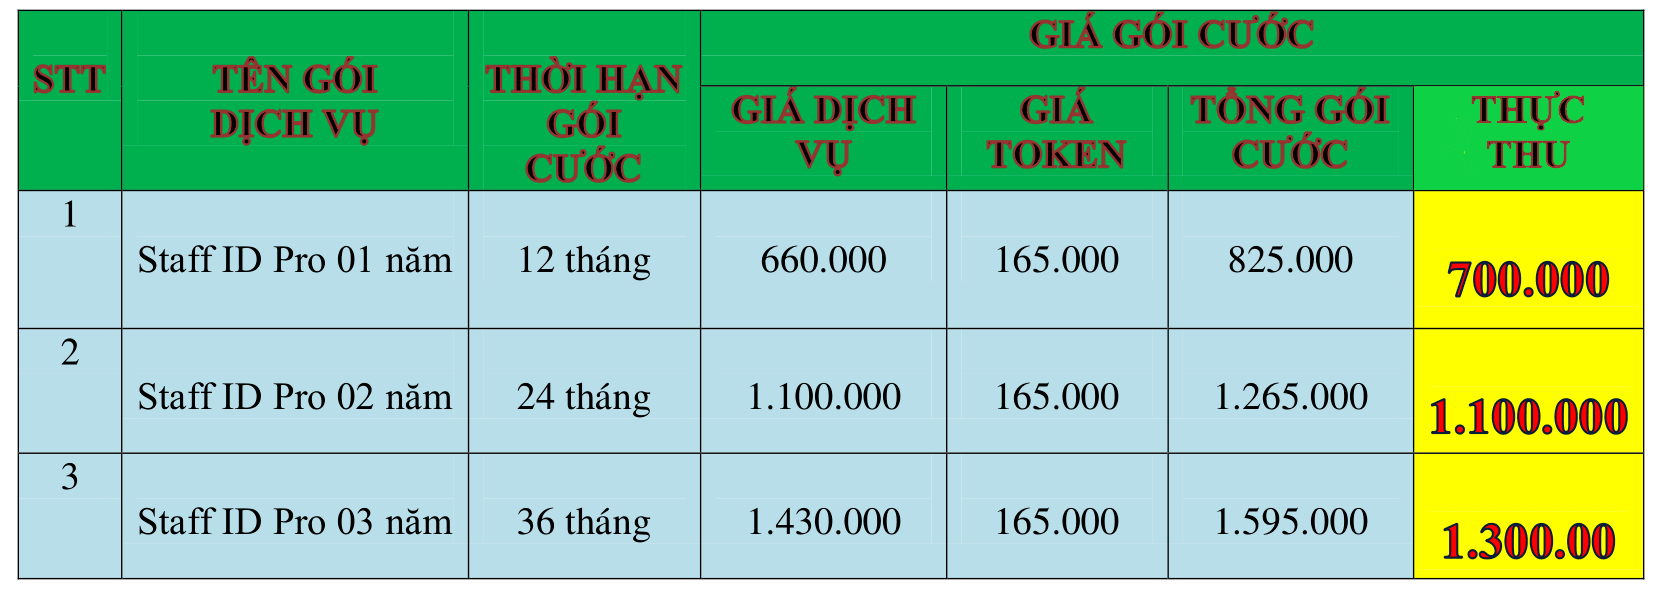 GIÁ GÓI CƯỚC
STT
TÊN GÓI
DỊCH VỤ
THỜI HẠN
GÓI
CƯỚC
GIÁ DỊCH
VỤ
GIÁ
TOKEN
TỔNG GÓI
CƯỚC
THỰC
THU
1
Staff ID Pro 01 năm
12 tháng
660.000
165.000
825.000
700.000
2
Staff ID Pro 02 năm
24 tháng
1.100.000
165.000
1.265.000
1.100.000
3
Staff ID Pro 03 năm
36 tháng
1.430.000
165.000
1.595.000
1.300.00